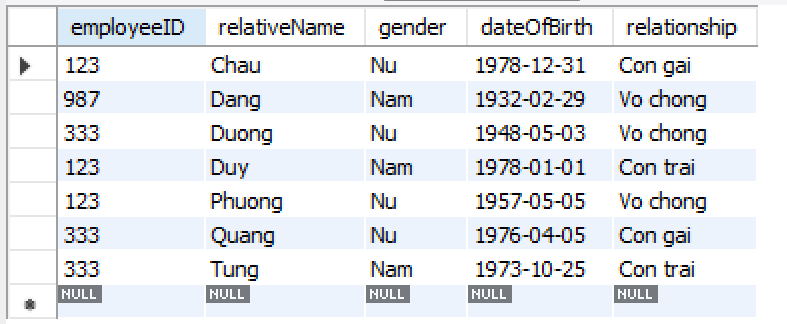 employeeID relativeName gender dateOfBirth relationship
123 Chau Nu 1978-12-31 Con gai
987 Dang Nam 1932-02-29 Vo chong
333 Duong Nu 1948-05-03 Vo chong
123 Duy Nam 1978-01-01 Con trai
123 Phuong Nu 1957-05-05 Vo chong
333 Quang Nu 1976-04-05 Con gai
333 Tung Nam 1973-10-25 Con trai
NULL NULL NULL NULL NULL